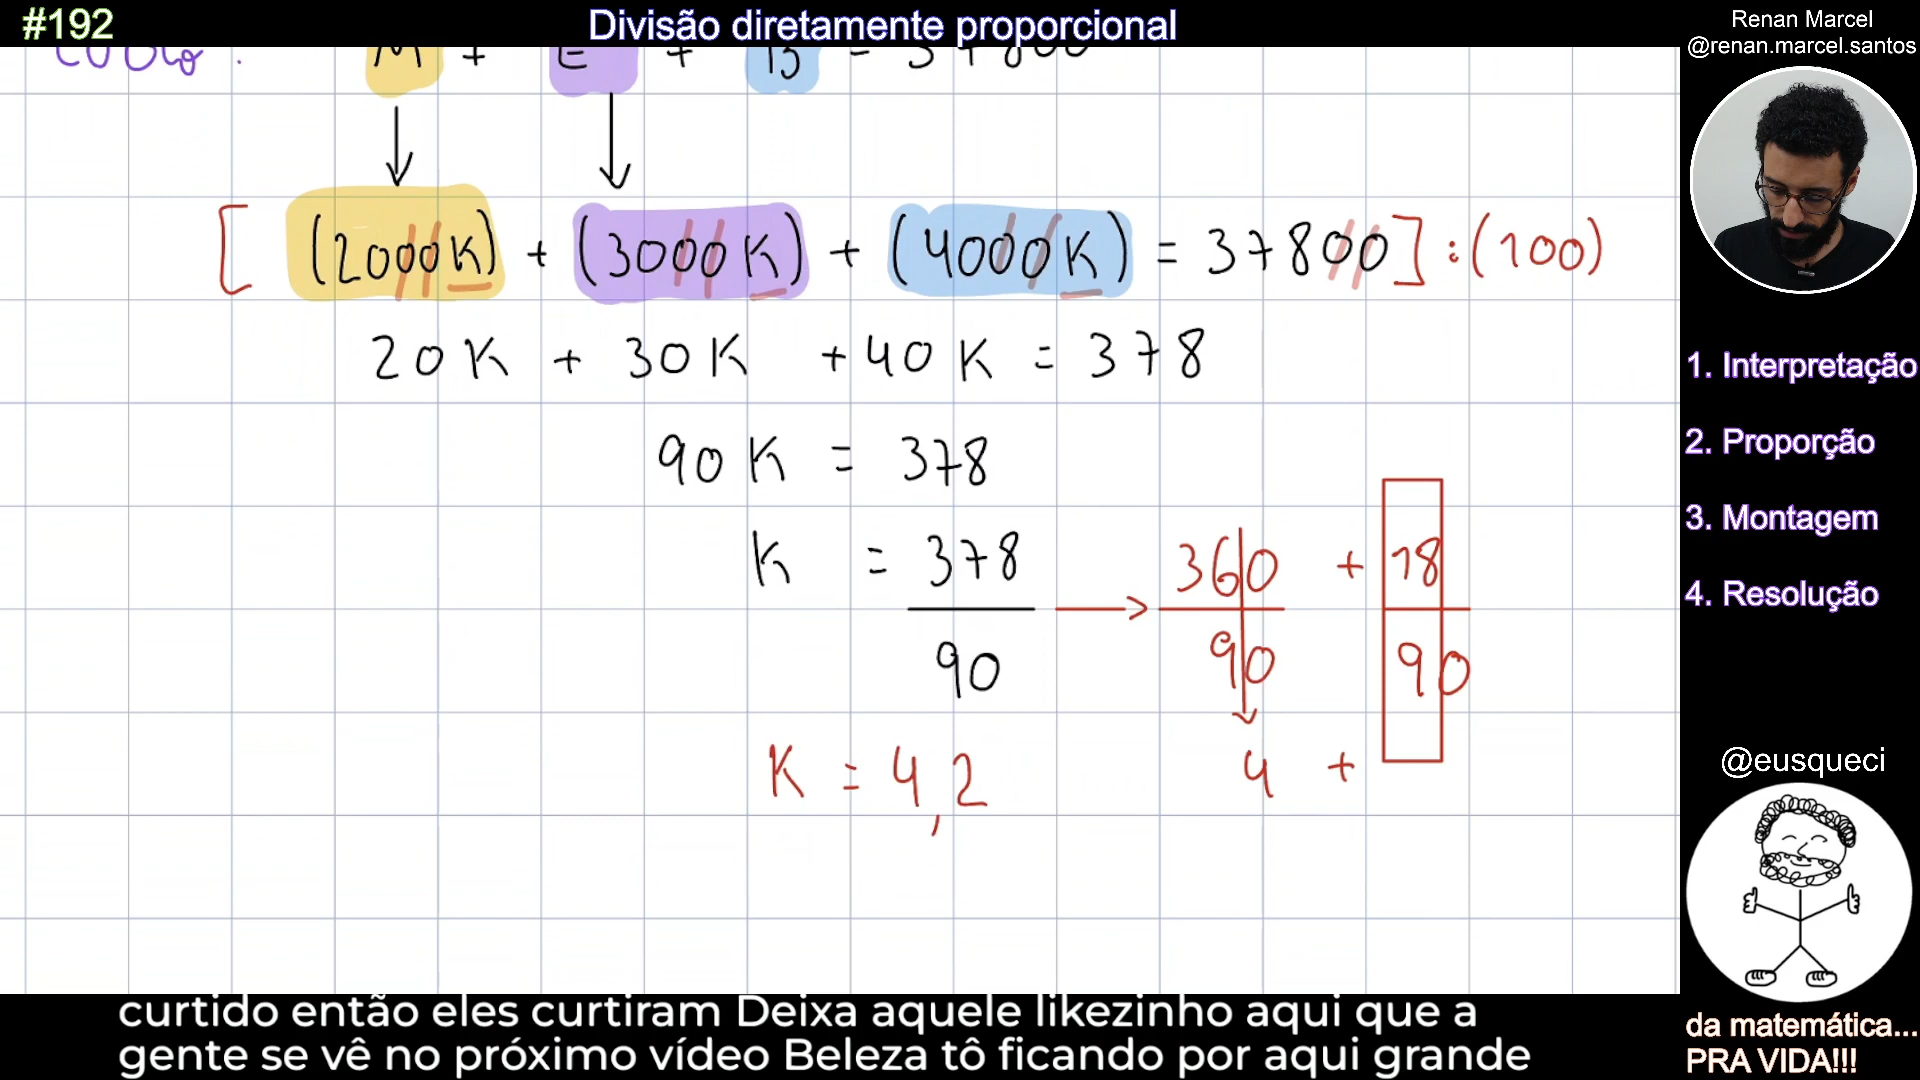 #192
Divisão diretamente proporcional
Renan Marcel
@renan.marcel.santos
M + E + B = 37800
[ (2000K) + (3000K) + (4000K) = 37800 ] : (100)
20K + 30K + 40K = 378
90K = 378
K = 378/90 → 360/90 + 18/90
K = 4,2
4 +
1. Interpretação
2. Proporção
3. Montagem
4. Resolução
@eusqueci
da matemática...
PRA VIDA!!!
curtido então eles curtiram Deixa aquele likezinho aqui que a
gente se vê no próximo vídeo Beleza tô ficando por aqui grande